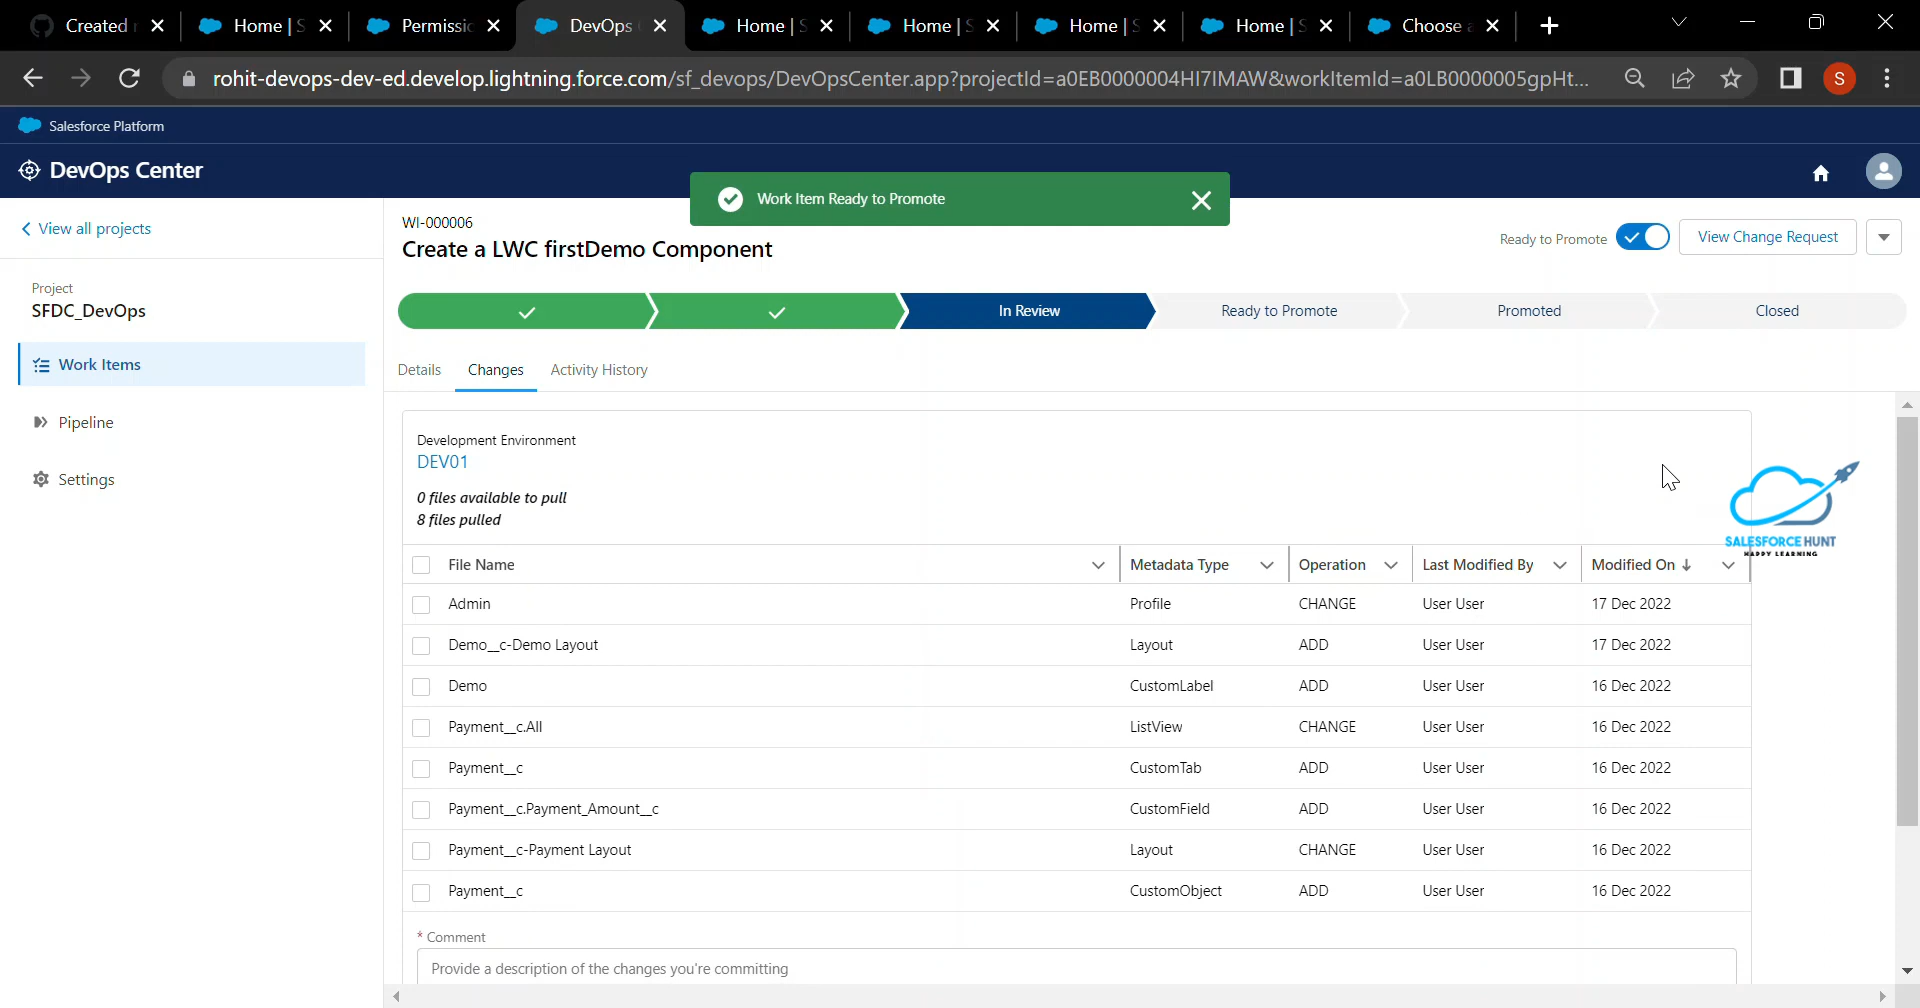 Created
Home | S
Permissic
DevOps
Home | S
Home | S
Home | S
Home | S
Choose a
rohit-devops-dev-ed.develop.lightning.force.com/sf_devops/DevOpsCenter.app?projectId=a0EB0000004HI7IMAW&workItemId=a0LB0000005gpHt...
S
Salesforce Platform
DevOps Center
Work Item Ready to Promote
View all projects
WI-000006
Create a LWC firstDemo Component
Ready to Promote
View Change Request
Project
SFDC_DevOps
In Review
Ready to Promote
Promoted
Closed
Work Items
Pipeline
Settings
Details
Changes
Activity History
Development Environment
DEV01
0 files available to pull
8 files pulled
SALESFORCE HUNT
HAPPY LEARNING
File Name Metadata Type Operation Last Modified By Modified On
Admin Profile CHANGE User User 17 Dec 2022
Demo__c-Demo Layout Layout ADD User User 17 Dec 2022
Demo CustomLabel ADD User User 16 Dec 2022
Payment__c.All ListView CHANGE User User 16 Dec 2022
Payment__c CustomTab ADD User User 16 Dec 2022
Payment__c.Payment_Amount__c CustomField ADD User User 16 Dec 2022
Payment__c-Payment Layout Layout CHANGE User User 16 Dec 2022
Payment__c CustomObject ADD User User 16 Dec 2022
* Comment
Provide a description of the changes you're committing